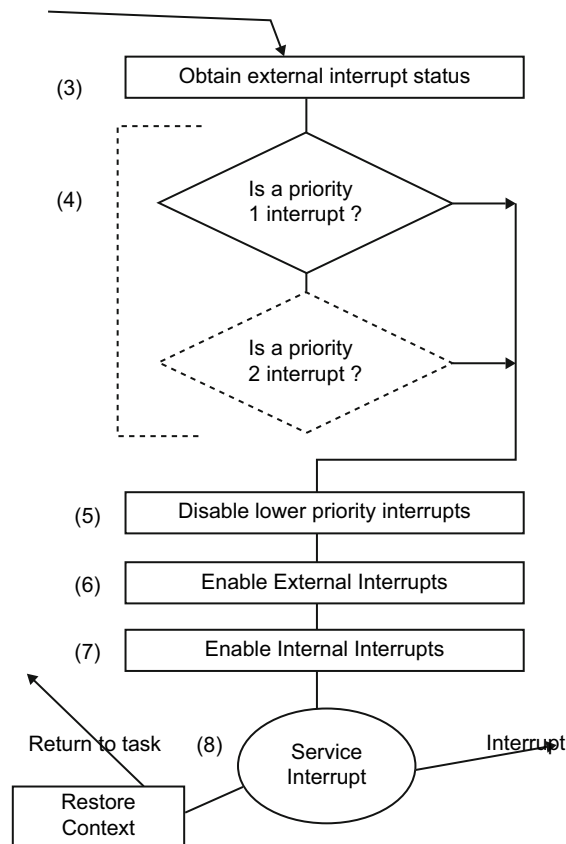 (3)
Obtain external interrupt status
(4)
Is a priority
1 interrupt ?
Is a priority
2 interrupt ?
(5)
Disable lower priority interrupts
(6)
Enable External Interrupts
(7)
Enable Internal Interrupts
Return to task
(8)
Service
Interrupt
Interrupt
Restore
Context